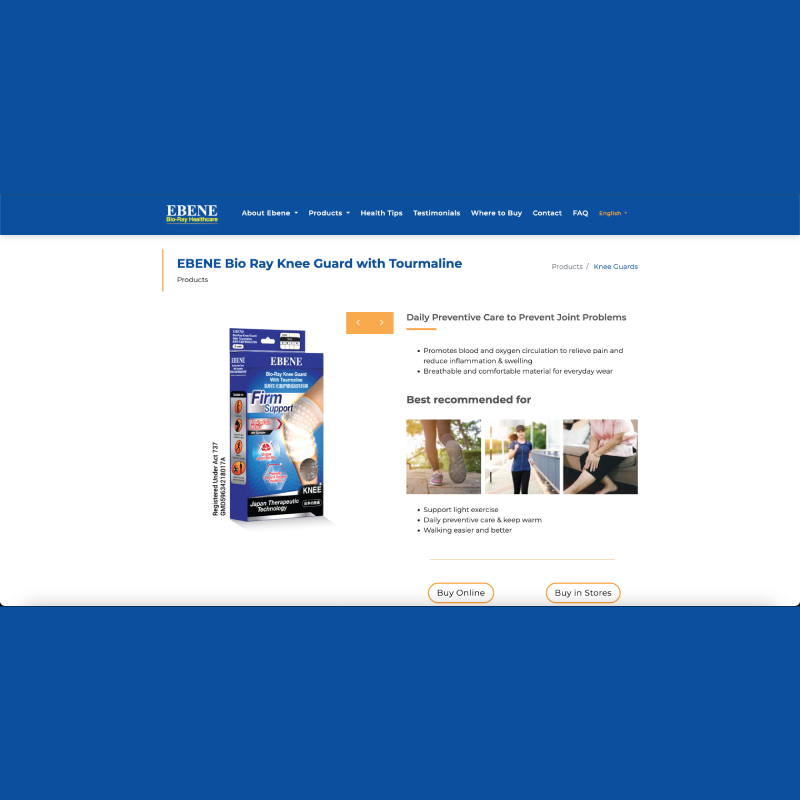 EBENE
Bio-Ray Healthcare
About Ebene
Products
Health Tips
Testimonials
Where to Buy
Contact
FAQ
English
EBENE Bio Ray Knee Guard with Tourmaline
Products
Products / Knee Guards
Registered Under Act 737
GMD59634218017A
EBENE
EBENE
EBENE
Bio-Ray Knee Guard
With Tourmaline
Firm
Support
KNEE
Japan Therapeutic
Technology
Daily Preventive Care to Prevent Joint Problems
Promotes blood and oxygen circulation to relieve pain and
reduce inflammation & swelling
Breathable and comfortable material for everyday wear
Best recommended for
Support light exercise
Daily preventive care & keep warm
Walking easier and better
Buy Online
Buy in Stores